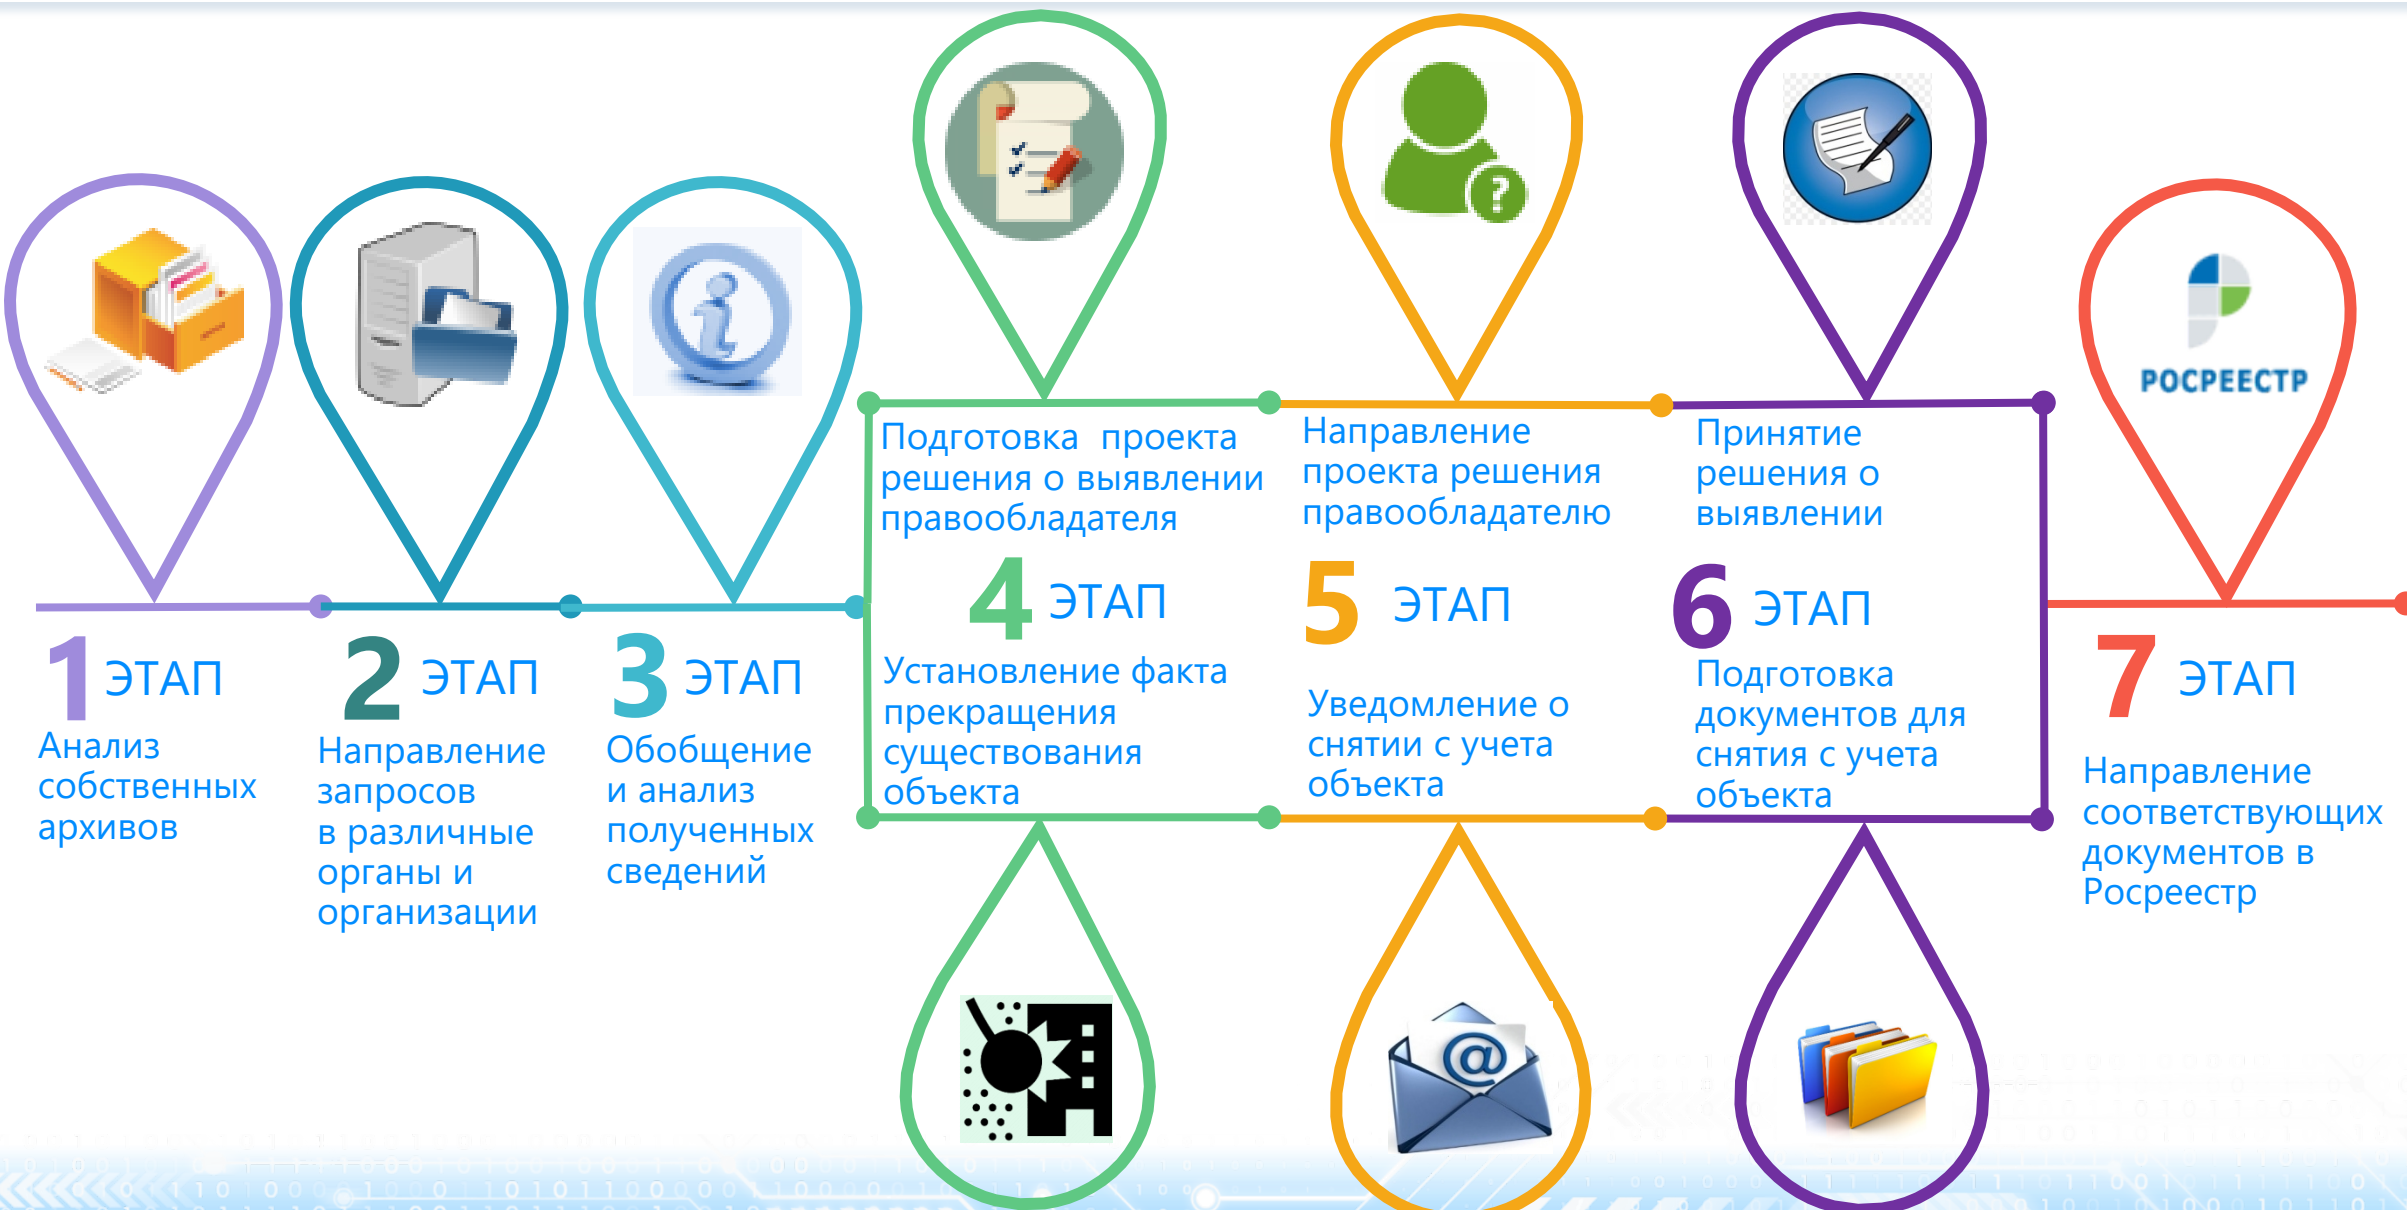 1 ЭТАП
Анализ
собственных
архивов
2 ЭТАП
Направление
запросов
в различные
органы и
организации
3 ЭТАП
Обобщение
и анализ
полученных
сведений
Подготовка проекта
решения о выявлении
правообладателя
4 ЭТАП
Установление факта
прекращения
существования
объекта
?
Направление
проекта решения
правообладателю
5 ЭТАП
Уведомление о
снятии с учета
объекта
@
Принятие
решения о
выявлении
6 ЭТАП
Подготовка
документов для
снятия с учета
объекта
РОСРЕЕСТР
7 ЭТАП
Направление
соответствующих
документов в
Росреестр